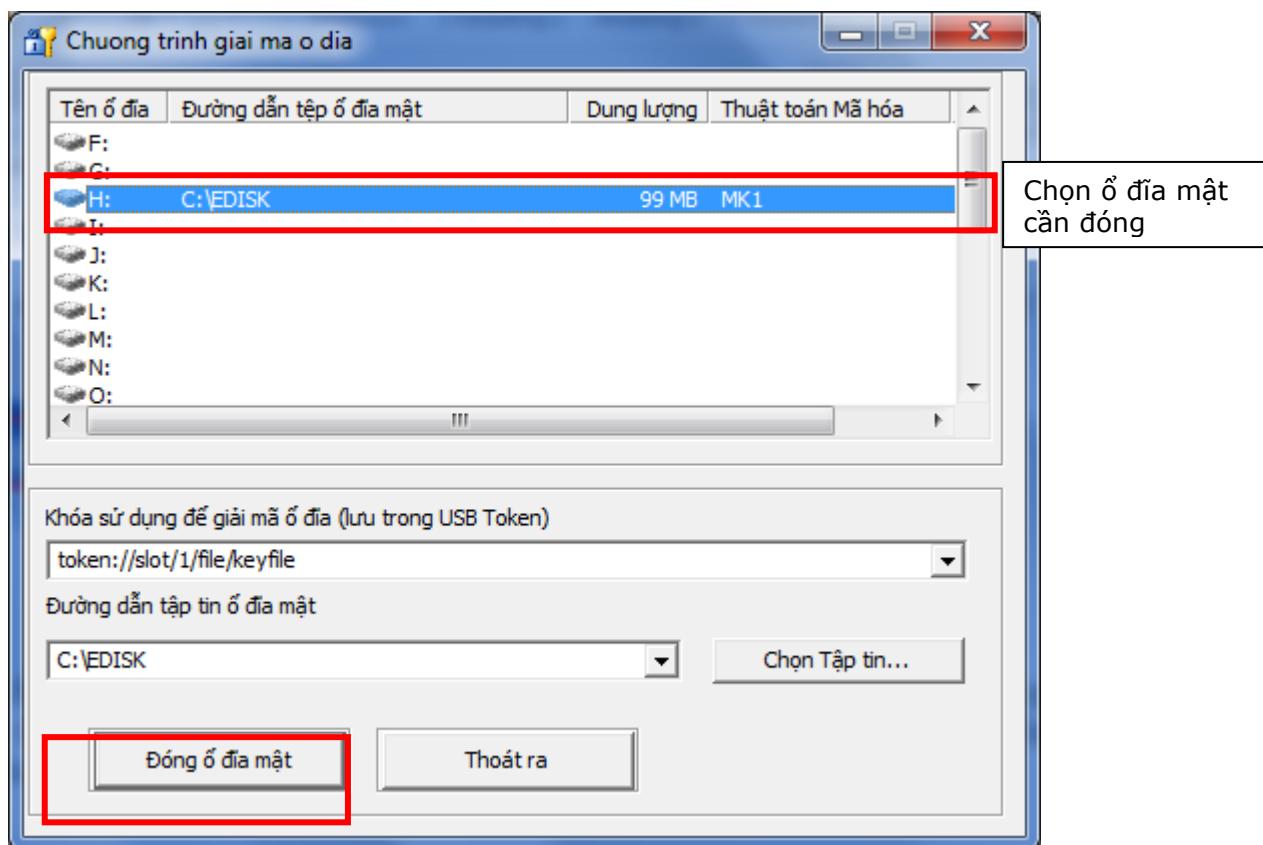 Chuong trinh giai ma o dia
Tên ổ đĩa Đường dẫn tệp ổ đĩa mật Dung lượng Thuật toán Mã hóa
F:
G:
H: C:\EDISK 99 MB MK1
I:
J:
K:
L:
M:
N:
O:
Chọn ổ đĩa mật
cần đóng
Khóa sử dụng để giải mã ổ đĩa (lưu trong USB Token)
token://slot/1/file/keyfile
Đường dẫn tập tin ổ đĩa mật
C:\EDISK Chọn Tập tin...
Đóng ổ đĩa mật Thoát ra